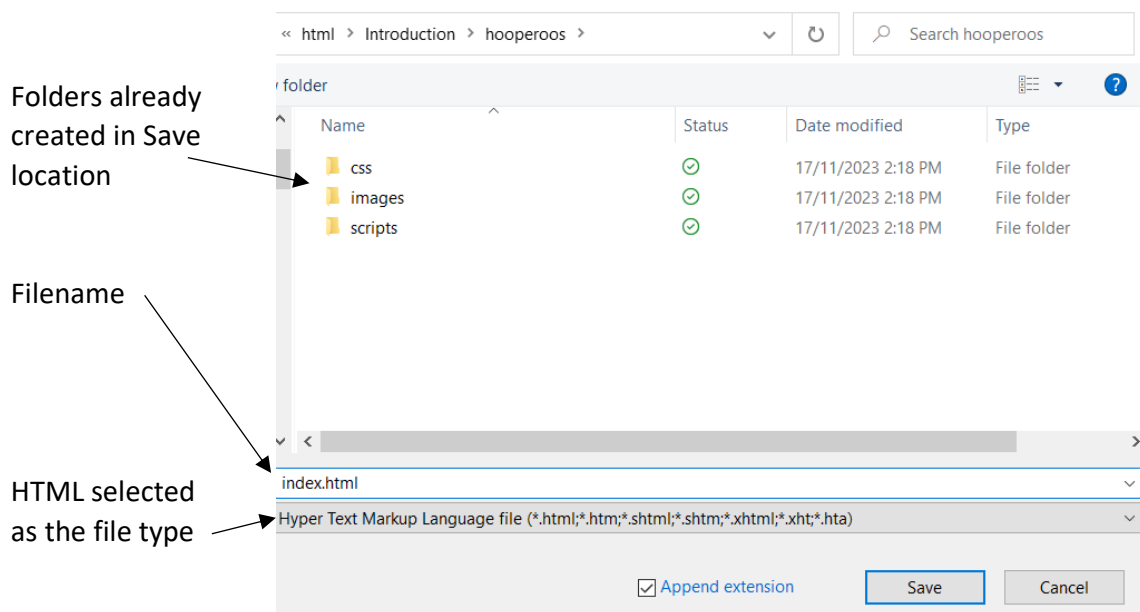 « html > Introduction > hooperoos >
Search hooperoos
folder
Name Status Date modified Type
css 17/11/2023 2:18 PM File folder
images 17/11/2023 2:18 PM File folder
scripts 17/11/2023 2:18 PM File folder
Folders already
created in Save
location
Filename
index.html
HTML selected
as the file type
Hyper Text Markup Language file (*.html;*.htm;*.shtml;*.shtm;*.xhtml;*.xht;*.hta)
Append extension
Save
Cancel